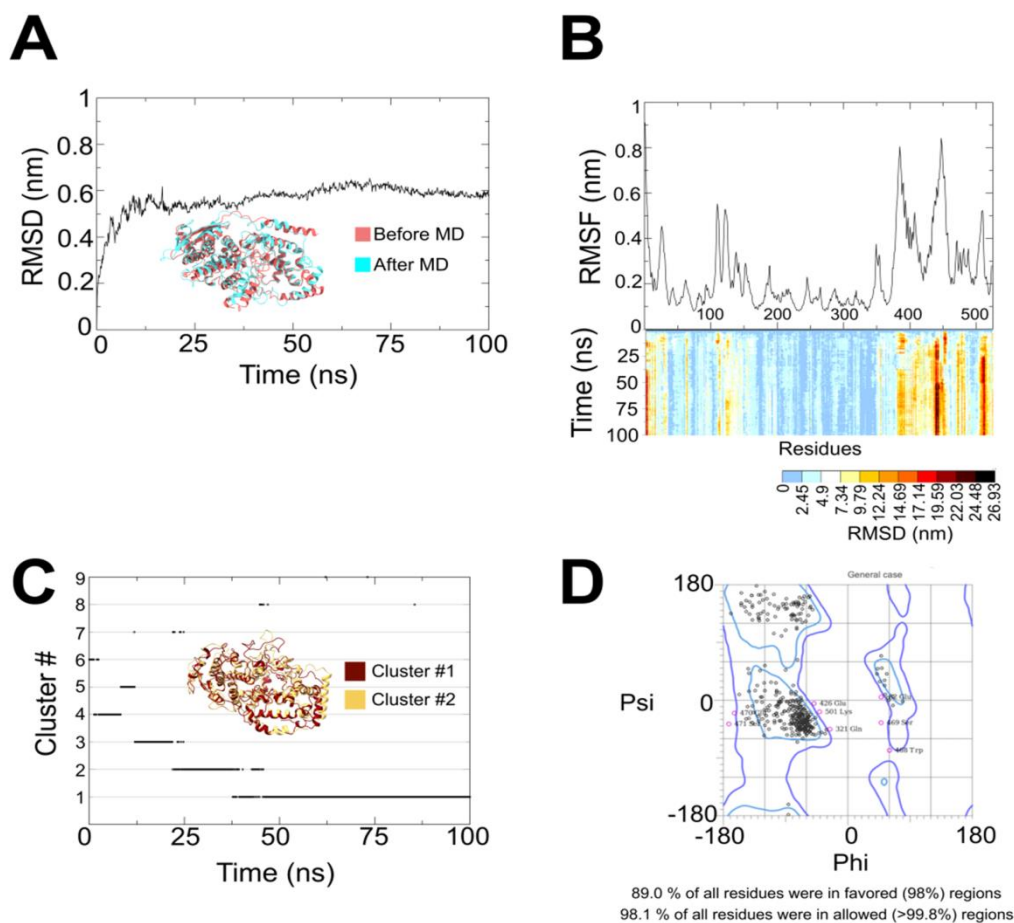 A
RMSD (nm)
1
0.8
0.6
0.4
0.2
0
0 25 50 75 100
Time (ns)
Before MD
After MD
B
RMSF (nm)
1
0.8
0.6
0.4
0.2
0
100 200 300 400 500
Time (ns)
25
50
75
100
Residues
0 2.45 4.9 7.34 9.79 12.24 14.69 17.14 19.59 22.03 24.48 26.93
RMSD (nm)
C
Cluster #
9
8
7
6
5
4
3
2
1
0 25 50 75 100
Time (ns)
Cluster #1
Cluster #2
D
General case
180
Psi
0
-180
426 Glu
501 Lys
321 Gln
469 Ser
468 Trp
-180 0 180
Phi
89.0 % of all residues were in favored (98%) regions
98.1 % of all residues were in allowed (>99.8%) regions